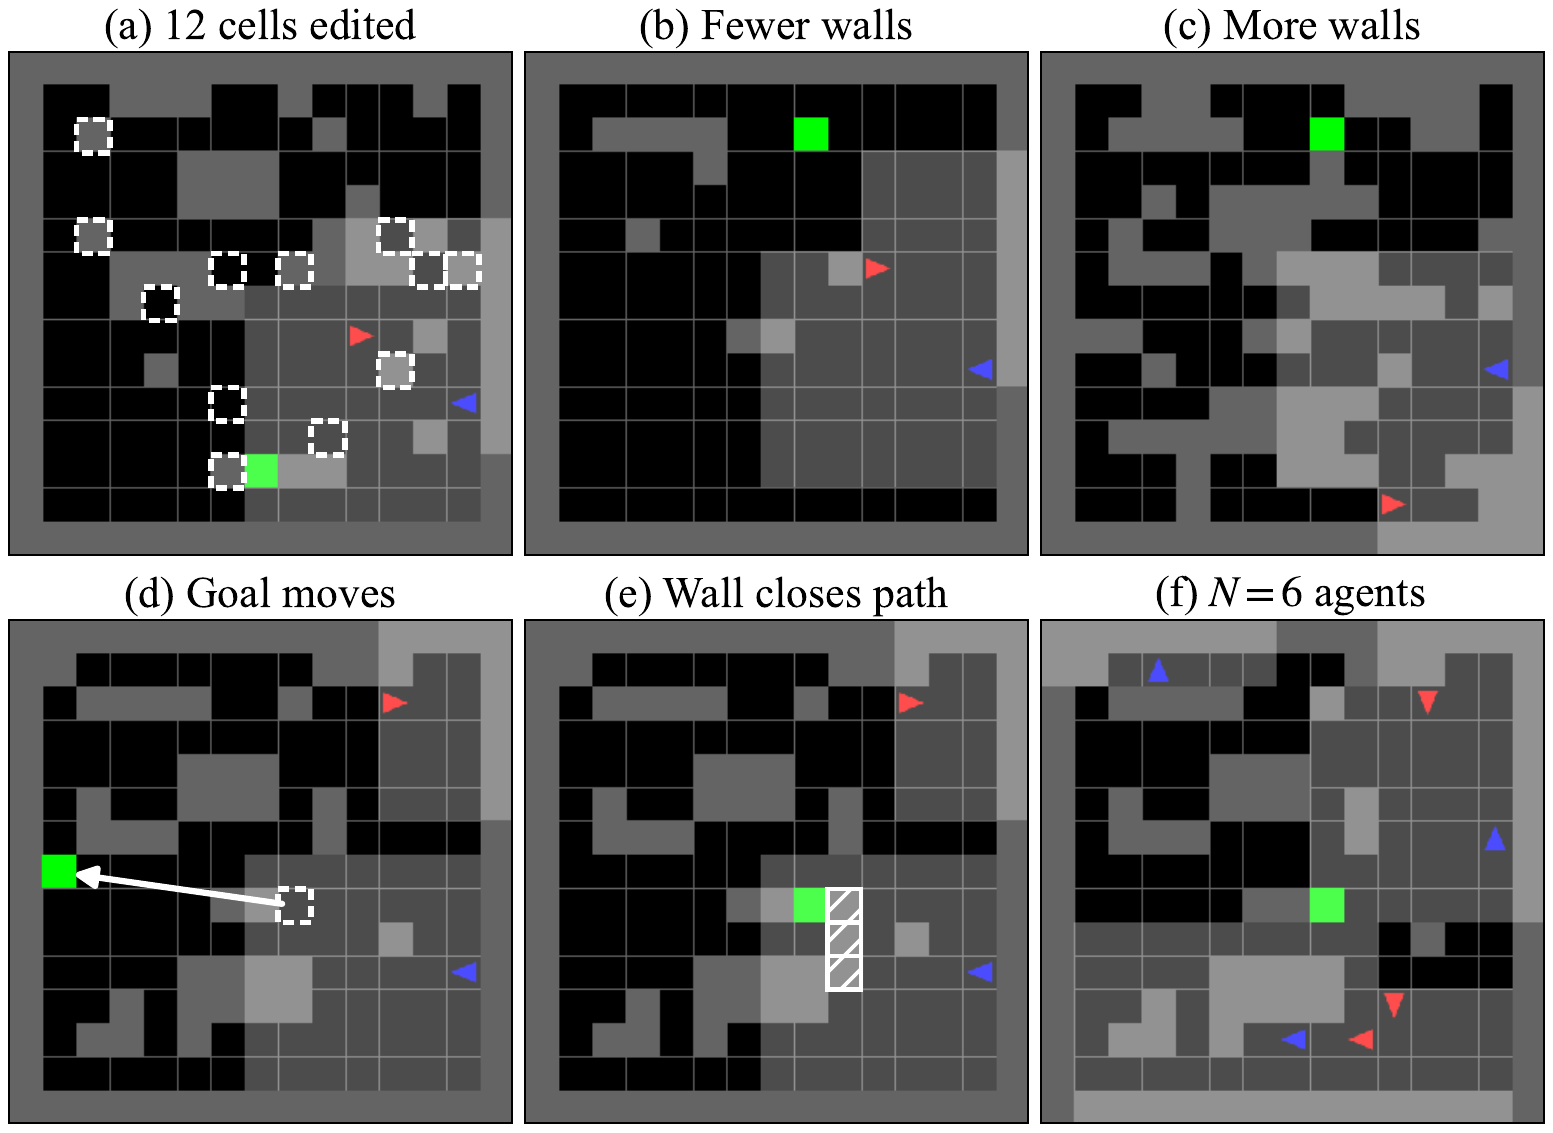 (a) 12 cells edited
(b) Fewer walls
(c) More walls
(d) Goal moves
(e) Wall closes path
(f) N=6 agents